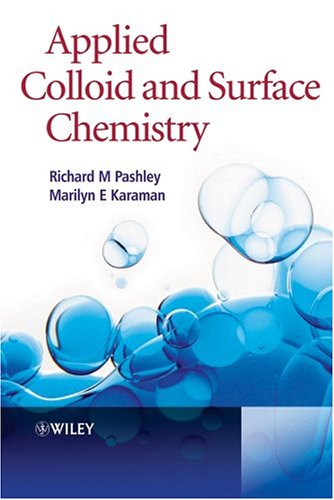 Applied
Colloid and Surface
Chemistry
Richard M Pashley
Marilyn E Karaman
WILEY